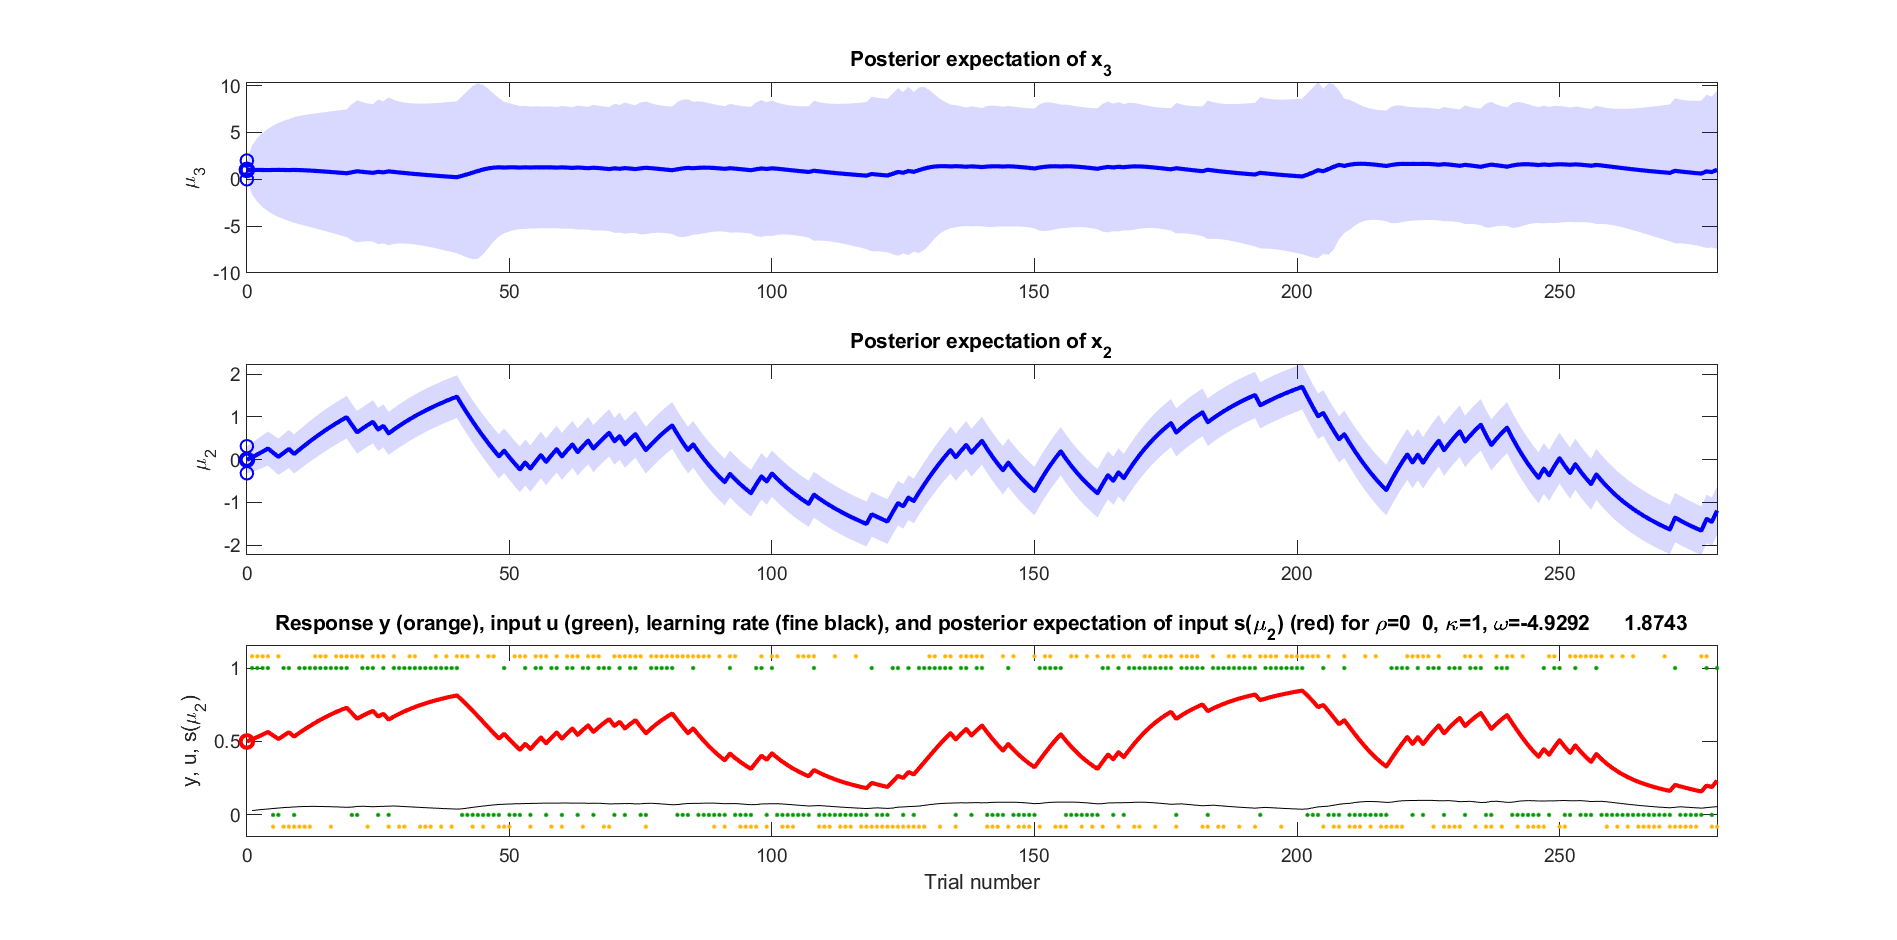 Posterior expectation of x3
10
5
0
-5
-10
μ3
0 50 100 150 200 250
Posterior expectation of x2
2
1
0
-1
-2
μ2
0 50 100 150 200 250
Response y (orange), input u (green), learning rate (fine black), and posterior expectation of input s(μ2) (red) for ρ=0 0, κ=1, ω=-4.9292 1.8743
1
0.5
0
y, u, s(μ2)
0 50 100 150 200 250
Trial number